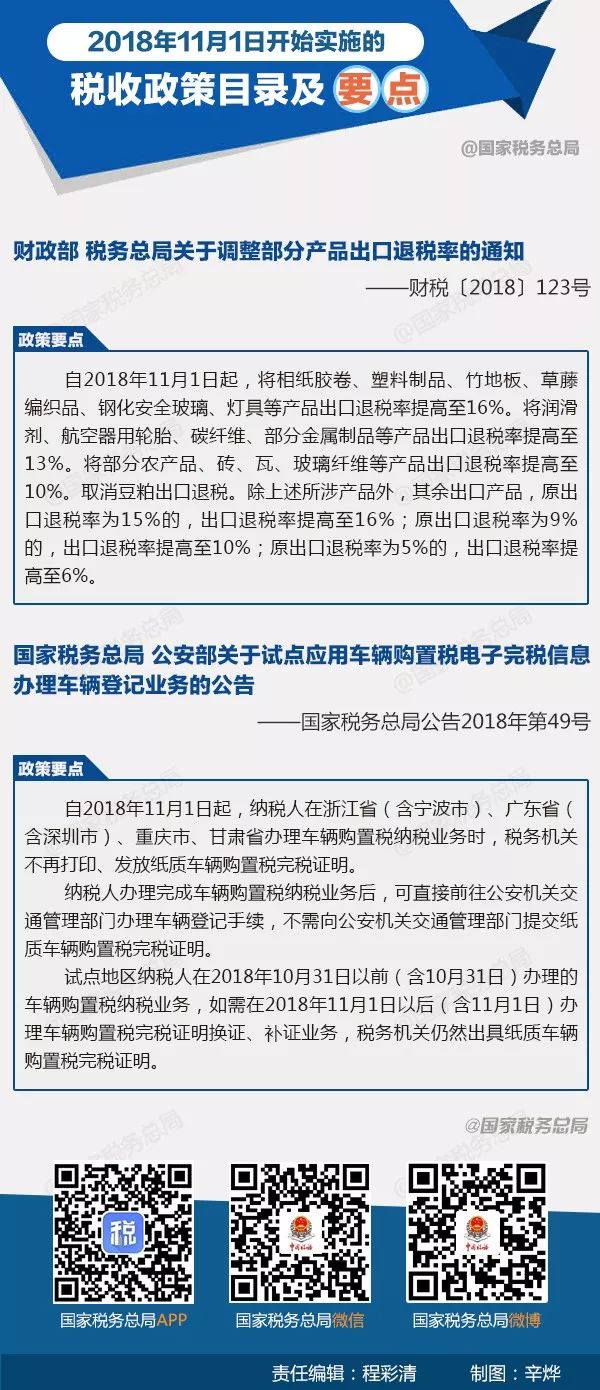 2018年11月1日开始实施的
税收政策目录及要点
@国家税务总局
财政部 税务总局关于调整部分产品出口退税率的通知
——财税〔2018〕123号
政策要点
自2018年11月1日起，将相纸胶卷、塑料制品、竹地板、草藤
编织品、钢化安全玻璃、灯具等产品出口退税率提高至16%。将润滑
剂、航空器用轮胎、碳纤维、部分金属制品等产品出口退税率提高至
13%。将部分农产品、砖、瓦、玻璃纤维等产品出口退税率提高至
10%。取消豆粕出口退税。除上述所涉产品外，其余出口产品，原出
口退税率为15%的，出口退税率提高至16%；原出口退税率为9%
的，出口退税率提高至10%；原出口退税率为5%的，出口退税率提
高至6%。
国家税务总局 公安部关于试点应用车辆购置税电子完税信息
办理车辆登记业务的公告
——国家税务总局公告2018年第49号
政策要点
自2018年11月1日起，纳税人在浙江省（含宁波市）、广东省（
含深圳市）、重庆市、甘肃省办理车辆购置税纳税业务时，税务机关
不再打印、发放纸质车辆购置税完税证明。
纳税人办理完成车辆购置税纳税业务后，可直接前往公安机关交
通管理部门办理车辆登记手续，不需向公安机关交通管理部门提交纸
质车辆购置税完税证明。
试点地区纳税人在2018年10月31日以前（含10月31日）办理的
车辆购置税纳税业务，如需在2018年11月1日以后（含11月1日）办
理车辆购置税完税证明换证、补证业务，税务机关仍然出具纸质车辆
购置税完税证明。
@国家税务总局
税
中国税务
中国税务
国家税务总局APP
国家税务总局微信
国家税务总局微博
责任编辑：程彩清 制图：辛烨